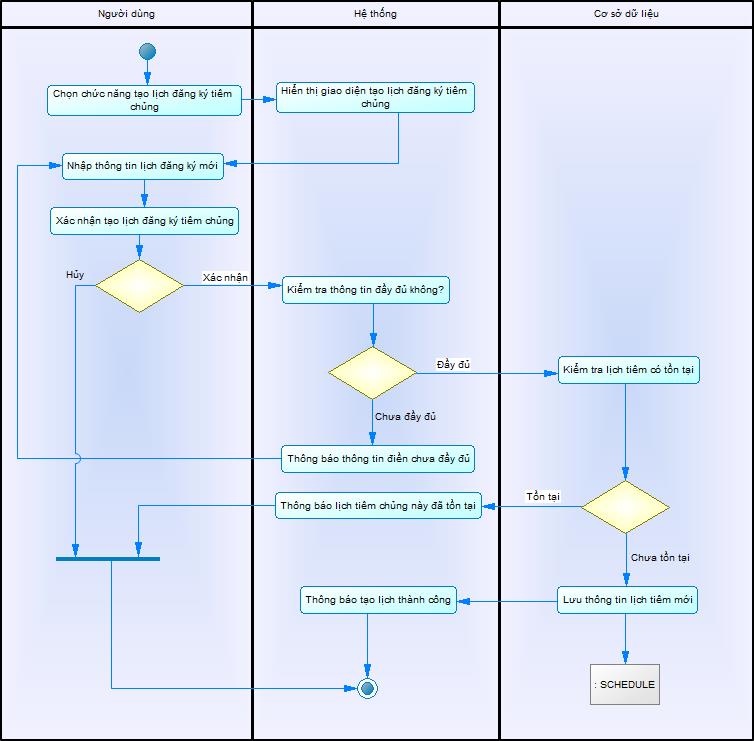 Người dùng
Hệ thống
Cơ sở dữ liệu
Chọn chức năng tạo lịch đăng ký tiêm
chủng
Hiển thị giao diện tạo lịch đăng ký tiêm
chủng
Nhập thông tin lịch đăng ký mới
Xác nhận tạo lịch đăng ký tiêm chủng
Hủy
Xác nhận
Kiểm tra thông tin đầy đủ không?
Đầy đủ
Kiểm tra lịch tiêm có tồn tại
Chưa đầy đủ
Thông báo thông tin điền chưa đầy đủ
Tồn tại
Thông báo lịch tiêm chủng này đã tồn tại
Chưa tồn tại
Thông báo tạo lịch thành công
Lưu thông tin lịch tiêm mới
: SCHEDULE